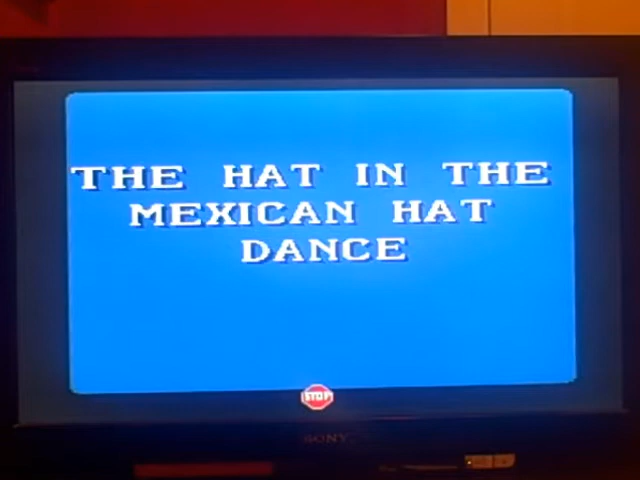 THE HAT IN THE
MEXICAN HAT
DANCE
STOP
SONY